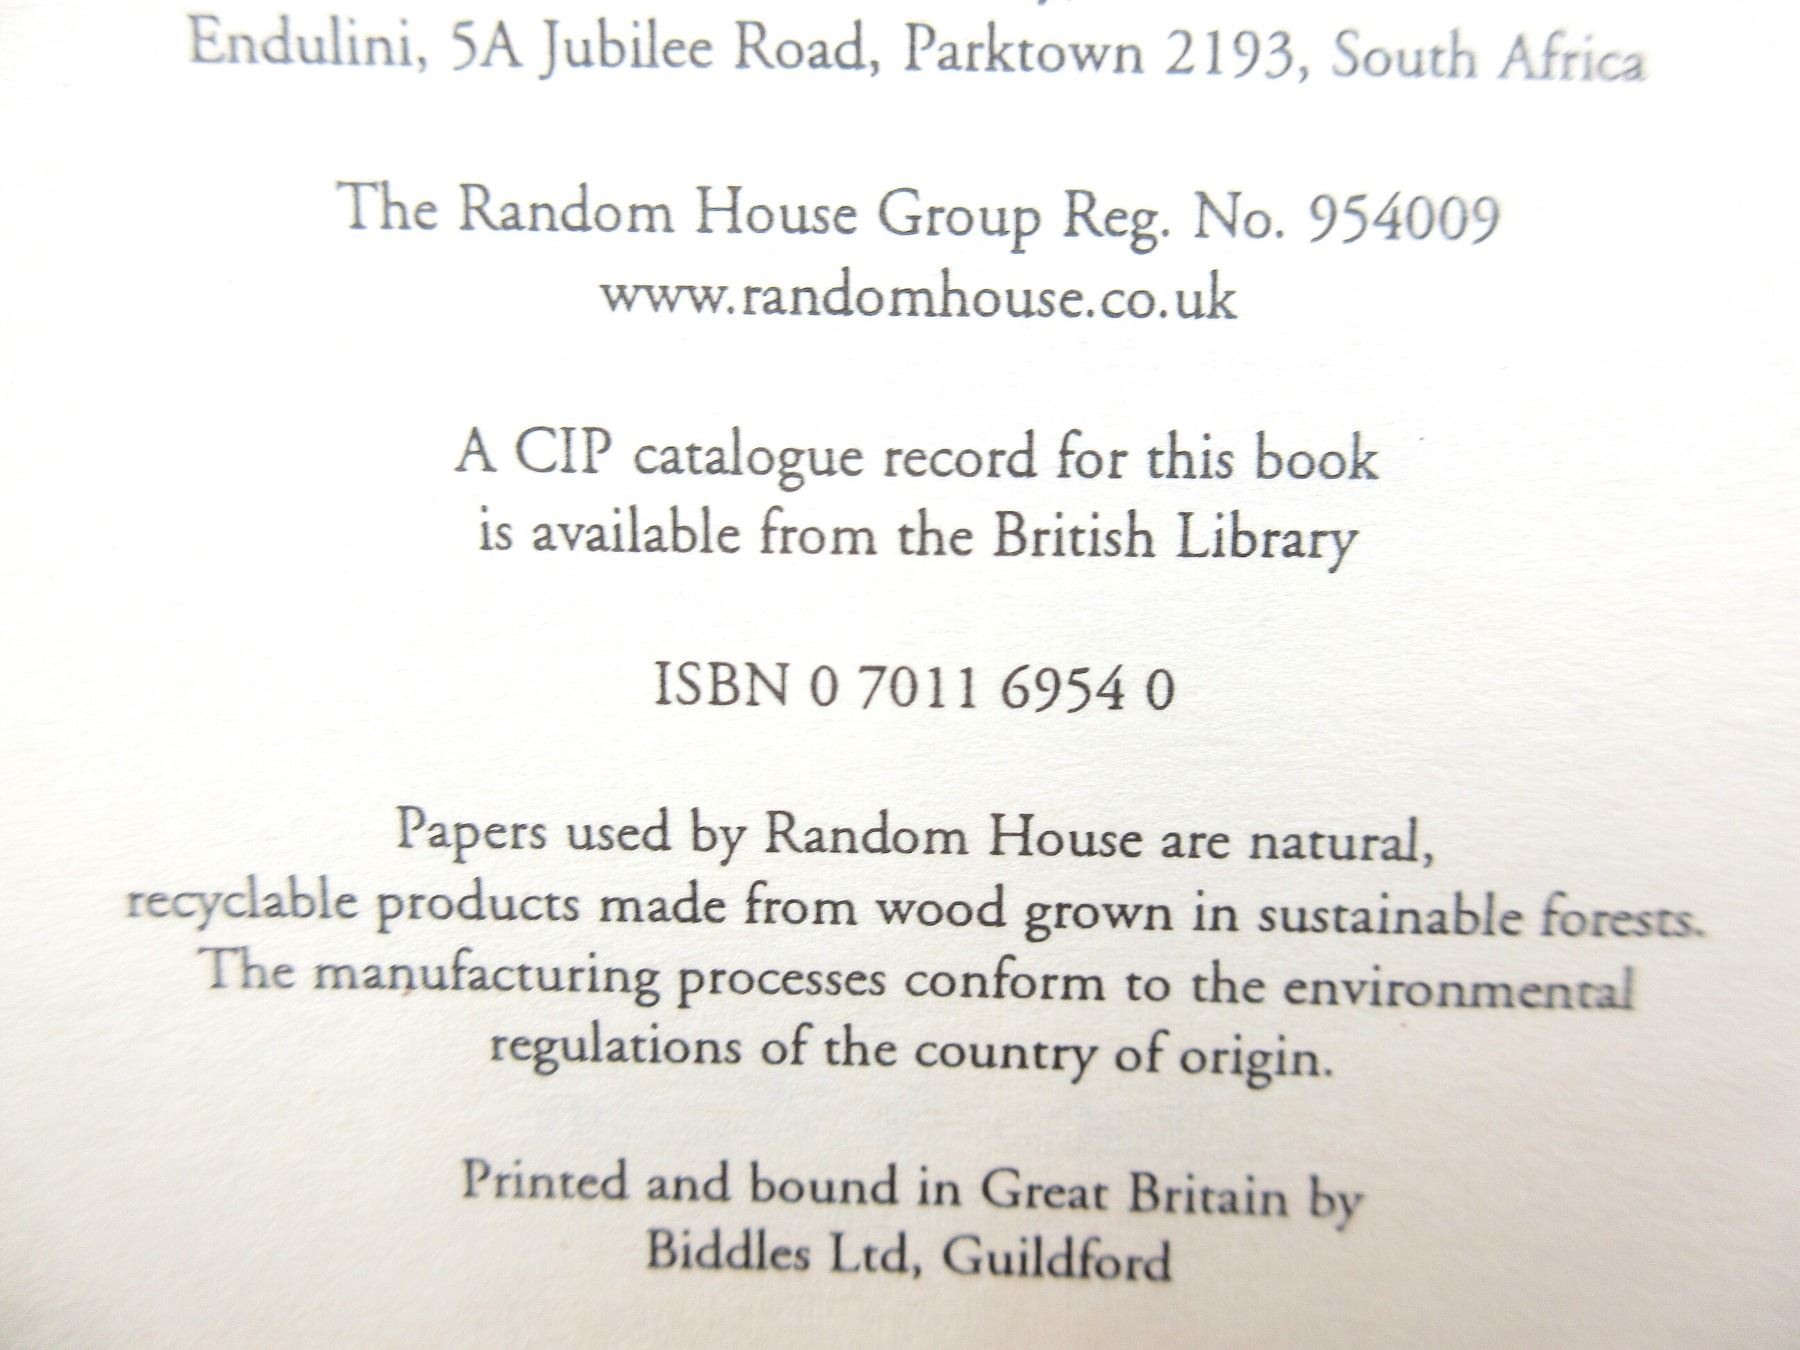 Endulini, 5A Jubilee Road, Parktown 2193, South Africa
The Random House Group Reg. No. 954009
www.randomhouse.co.uk
A CIP catalogue record for this book
is available from the British Library
ISBN 0 7011 6954 0
Papers used by Random House are natural,
recyclable products made from wood grown in sustainable forests.
The manufacturing processes conform to the environmental
regulations of the country of origin.
Printed and bound in Great Britain by
Biddles Ltd, Guildford